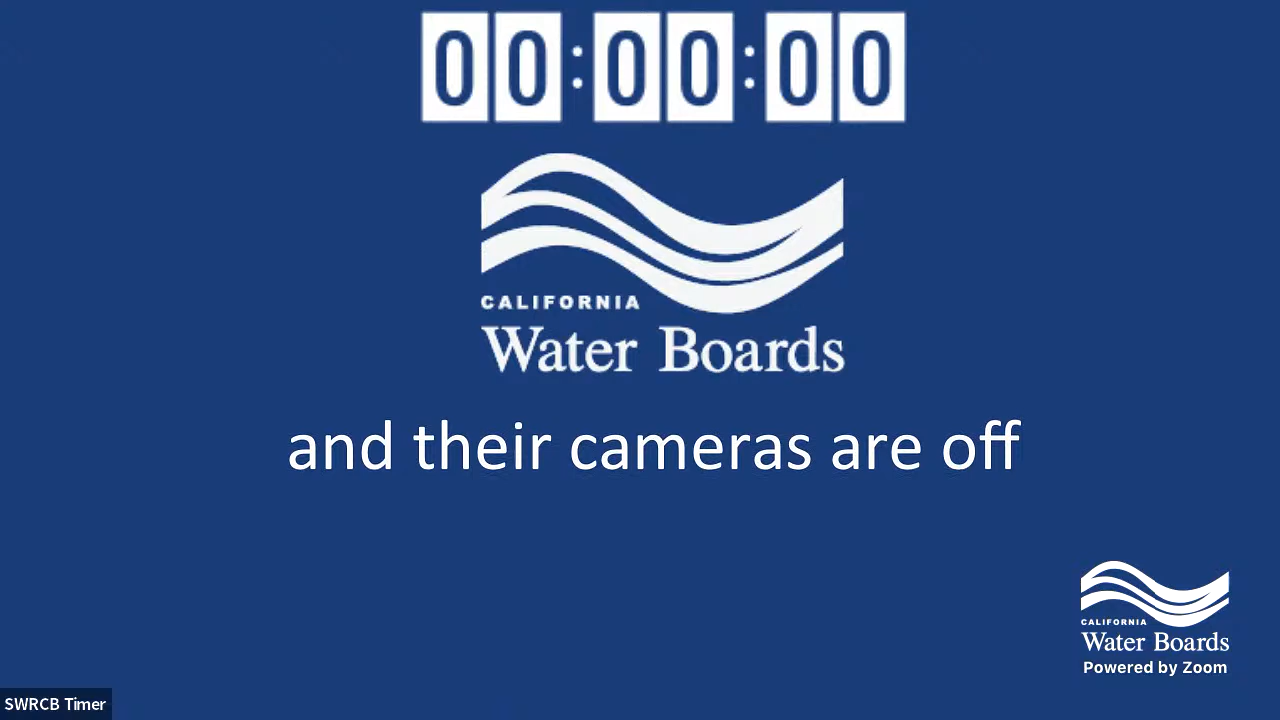 00:00:00
CALIFORNIA
Water Boards
and their cameras are off
CALIFORNIA
Water Boards
Powered by Zoom
SWRCB Timer